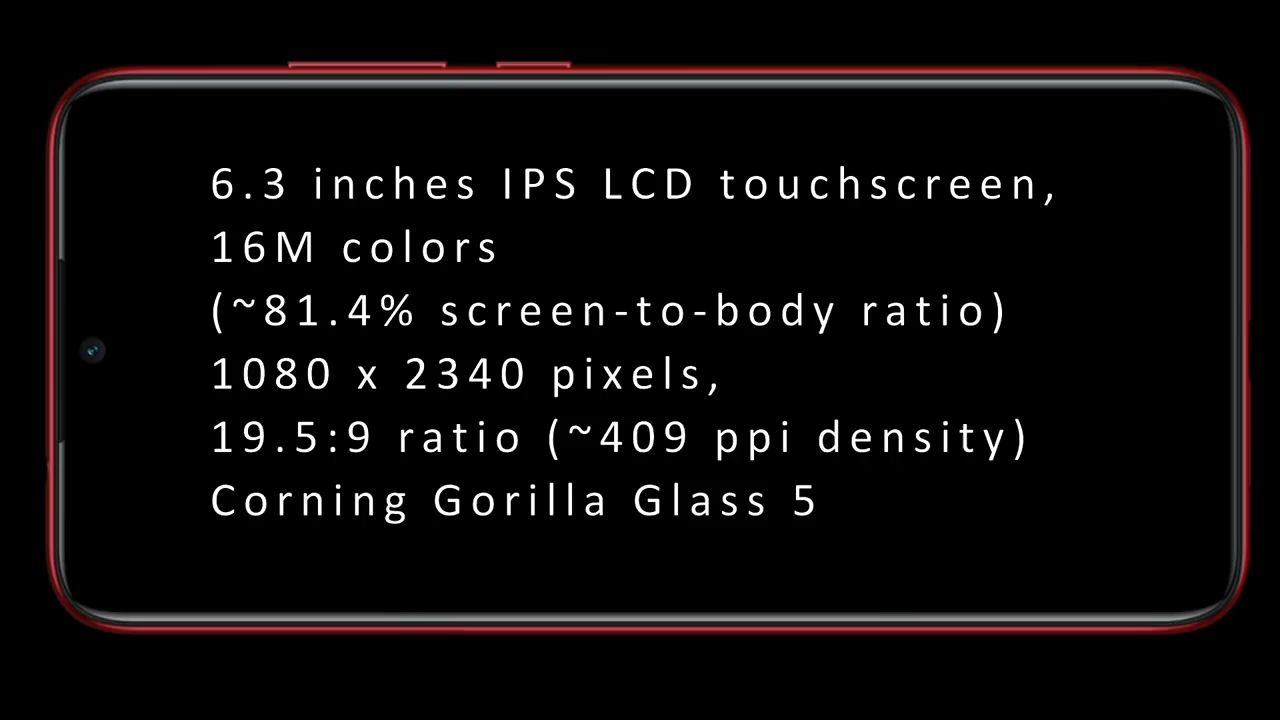 6.3 inches IPS LCD touchscreen,
16M colors
(~81.4% screen-to-body ratio)
1080 x 2340 pixels,
19.5:9 ratio (~409 ppi density)
Corning Gorilla Glass 5